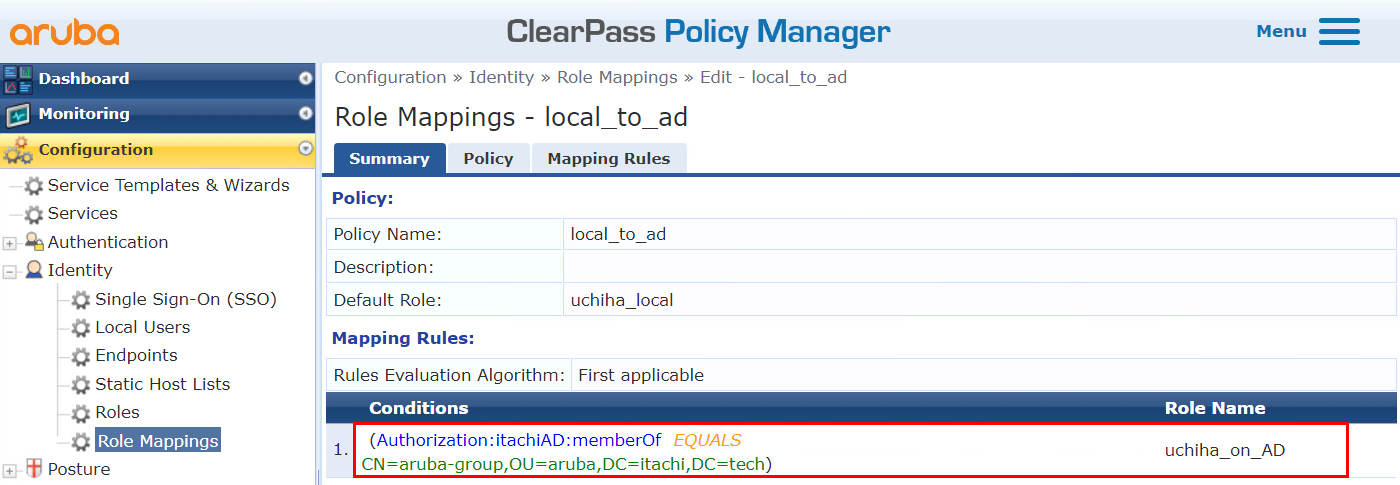 aruba
ClearPass Policy Manager
Menu
Dashboard
Monitoring
Configuration
Service Templates & Wizards
Services
Authentication
Identity
Single Sign-On (SSO)
Local Users
Endpoints
Static Host Lists
Roles
Role Mappings
Posture
Configuration » Identity » Role Mappings » Edit - local_to_ad
Role Mappings - local_to_ad
Summary Policy Mapping Rules
Policy:
Policy Name: local_to_ad
Description:
Default Role: uchiha_local
Mapping Rules:
Rules Evaluation Algorithm: First applicable
Conditions Role Name
1. (Authorization:itachiAD:memberOf EQUALS
CN=aruba-group,OU=aruba,DC=itachi,DC=tech) uchiha_on_AD